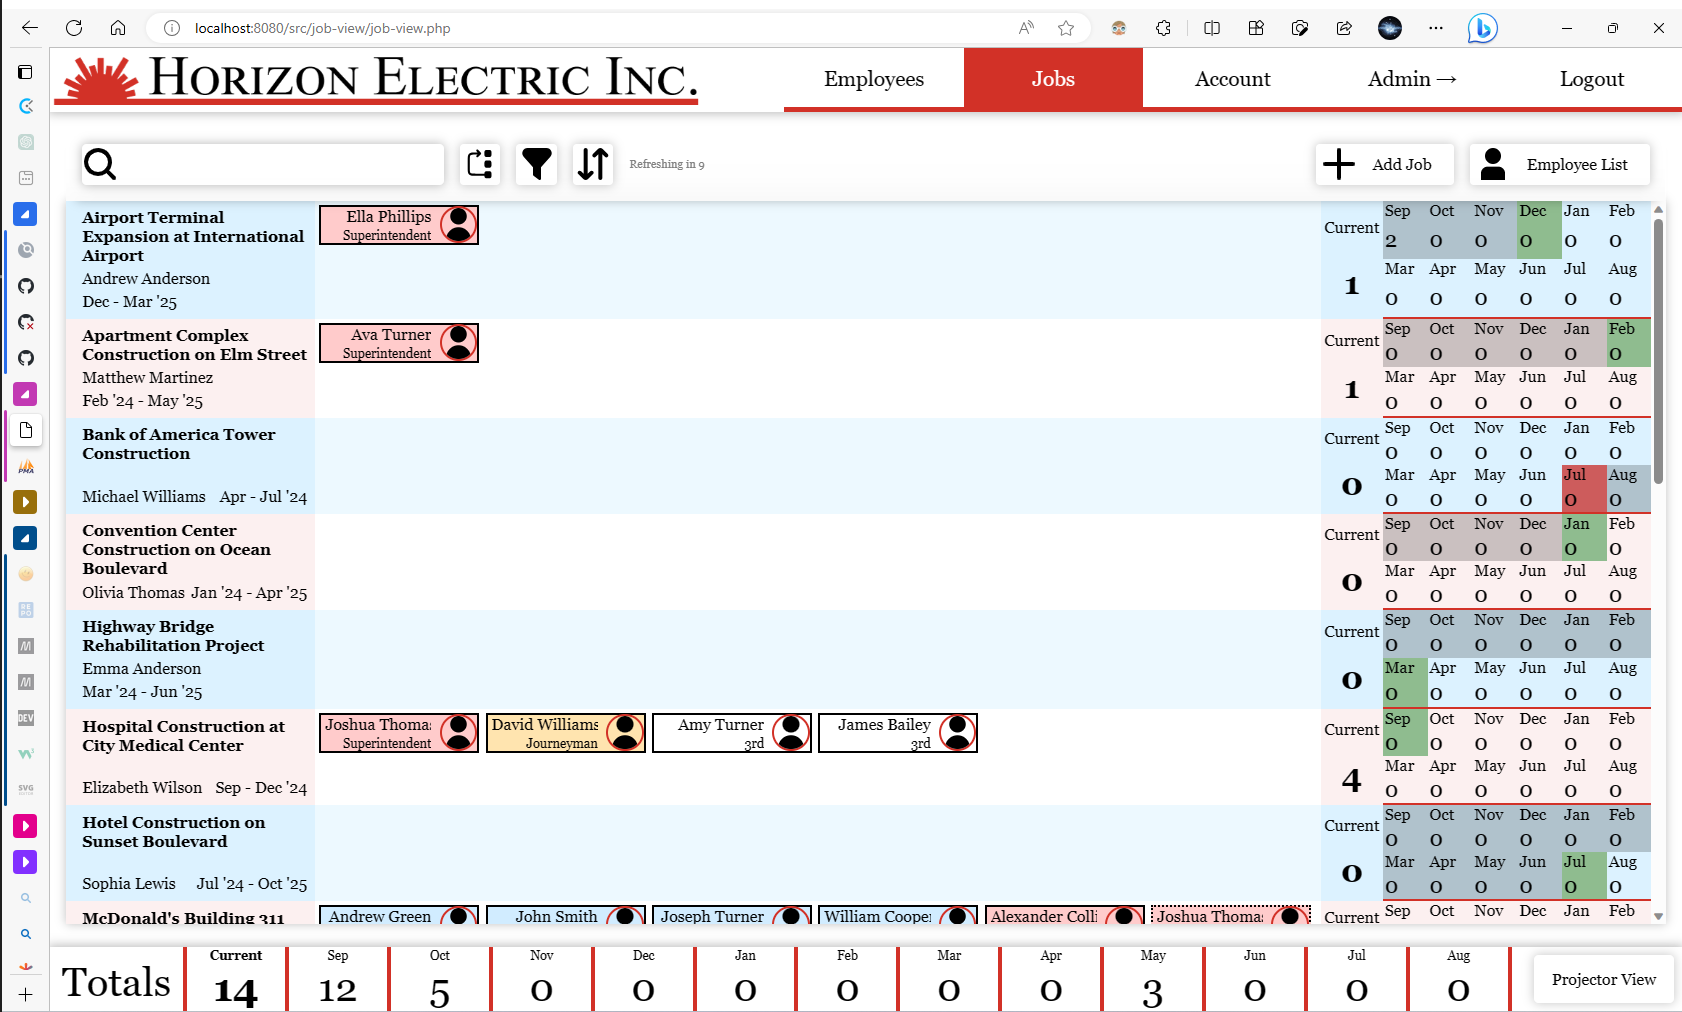 localhost:8080/src/job-view/job-view.php
HORIZON ELECTRIC INC.
Employees
Jobs
Account
Admin →
Logout
Refreshing in 9
Add Job
Employee List
Airport Terminal
Expansion at International
Airport
Andrew Anderson
Dec - Mar '25
Ella Phillips
Superintendent
Current
1
Sep Oct Nov Dec Jan Feb
2 0 0 0 0 0
Mar Apr May Jun Jul Aug
0 0 0 0 0 0
Apartment Complex
Construction on Elm Street
Matthew Martinez
Feb '24 - May '25
Ava Turner
Superintendent
Current
1
Sep Oct Nov Dec Jan Feb
0 0 0 0 0 0
Mar Apr May Jun Jul Aug
0 0 0 0 0 0
Bank of America Tower
Construction
Michael Williams Apr - Jul '24
Current
0
Sep Oct Nov Dec Jan Feb
0 0 0 0 0 0
Mar Apr May Jun Jul Aug
0 0 0 0 0 0
Convention Center
Construction on Ocean
Boulevard
Olivia Thomas Jan '24 - Apr '25
Current
0
Sep Oct Nov Dec Jan Feb
0 0 0 0 0 0
Mar Apr May Jun Jul Aug
0 0 0 0 0 0
Highway Bridge
Rehabilitation Project
Emma Anderson
Mar '24 - Jun '25
Current
0
Sep Oct Nov Dec Jan Feb
0 0 0 0 0 0
Mar Apr May Jun Jul Aug
0 0 0 0 0 0
Hospital Construction at
City Medical Center
Elizabeth Wilson Sep - Dec '24
Joshua Thoma
Superintendent
David Williams
Journeyman
Amy Turner
3rd
James Bailey
3rd
Current
4
Sep Oct Nov Dec Jan Feb
0 0 0 0 0 0
Mar Apr May Jun Jul Aug
0 0 0 0 0 0
Hotel Construction on
Sunset Boulevard
Sophia Lewis Jul '24 - Oct '25
Current
0
Sep Oct Nov Dec Jan Feb
0 0 0 0 0 0
Mar Apr May Jun Jul Aug
0 0 0 0 0 0
McDonald's Building 311
Andrew Green
John Smith
Joseph Turner
William Coope
Alexander Colli
Joshua Thoma
Current
Sep Oct Nov Dec Jan Feb
Totals
Current Sep Oct Nov Dec Jan Feb Mar Apr May Jun Jul Aug
14 12 5 0 0 0 0 0 0 3 0 0 0
Projector View
PMA
DEV
SVG